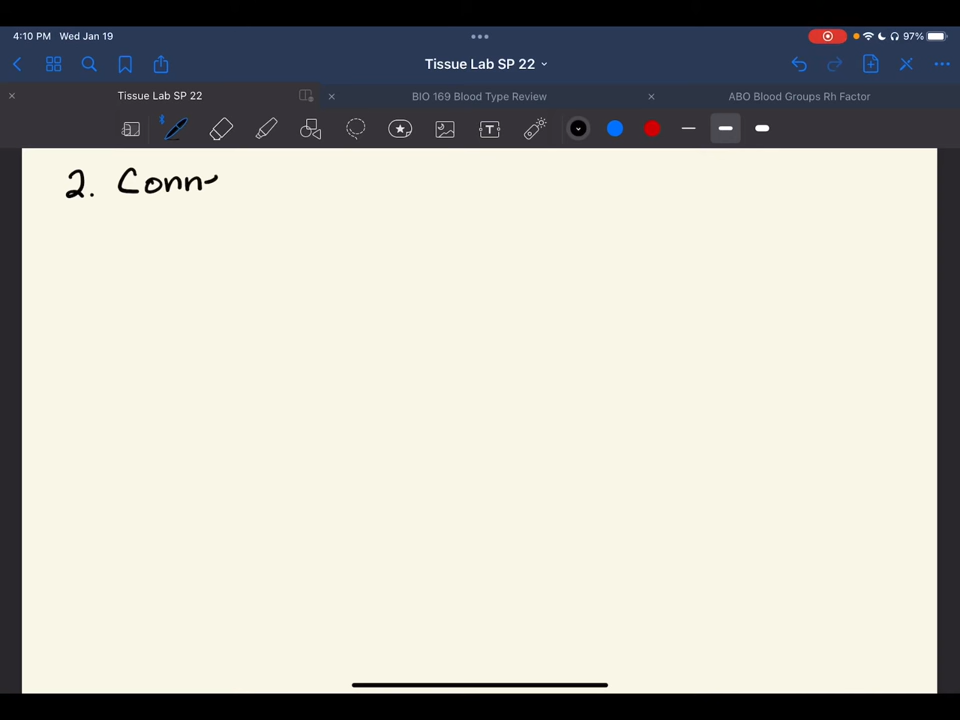 4:10 PM Wed Jan 19 97%
Tissue Lab SP 22
Tissue Lab SP 22 BIO 169 Blood Type Review ABO Blood Groups Rh Factor
2. Conn